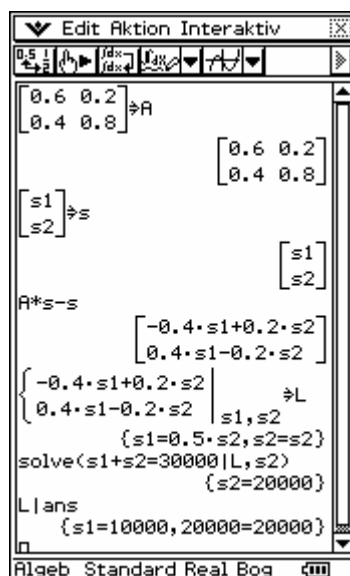 Edit Aktion Interaktiv
[0.6 0.2
0.4 0.8]⇒A
[0.6 0.2
0.4 0.8]
[s1
s2]⇒s
[s1
s2]
A*s-s
[-0.4·s1+0.2·s2
0.4·s1-0.2·s2]
{-0.4·s1+0.2·s2
0.4·s1-0.2·s2|s1,s2⇒L
{s1=0.5·s2,s2=s2}
solve(s1+s2=30000|L,s2)
{s2=20000}
L|ans
{s1=10000,20000=20000}
Algeb Standard Real Bog